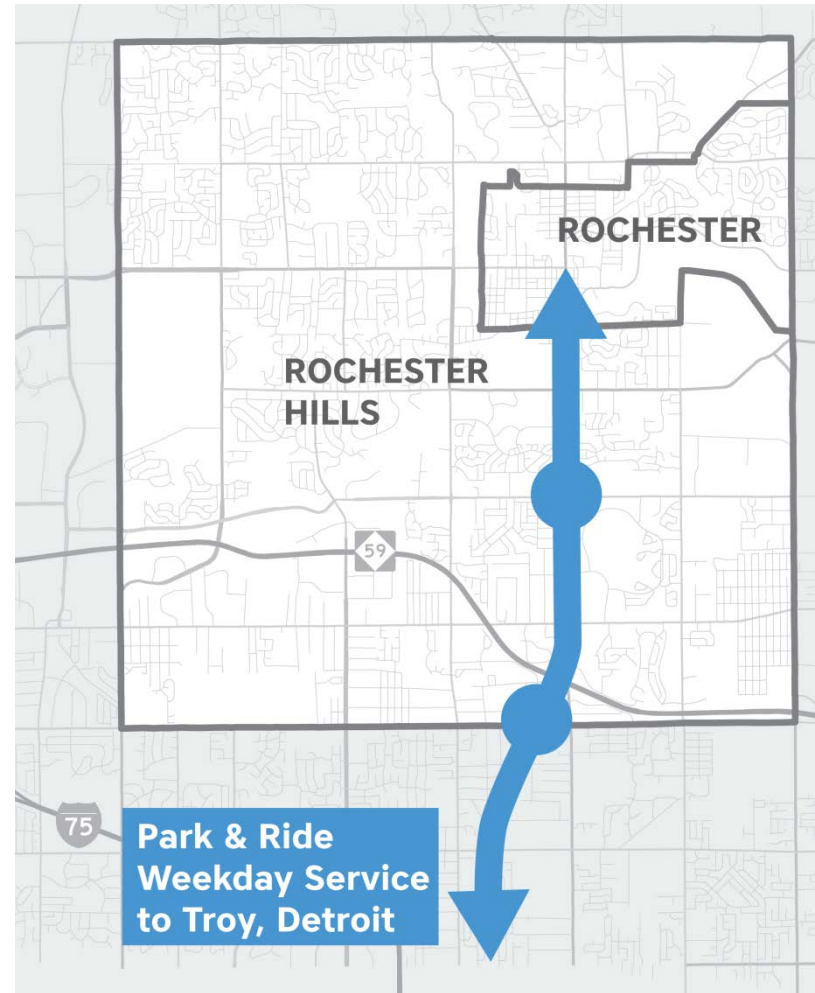 ROCHESTER
ROCHESTER
HILLS
59
75
Park & Ride
Weekday Service
to Troy, Detroit